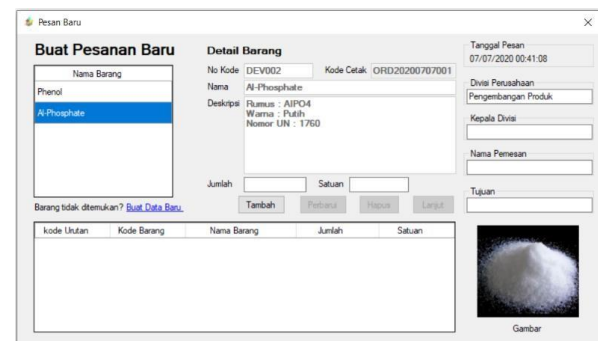 Pesan Baru
Buat Pesanan Baru
Nama Barang
Phenol
Al-Phosphate
Barang tidak ditemukan? Buat Data Baru
Detail Barang
No Kode DEV002 Kode Cetak ORD20200707001
Nama Al-Phosphate
Deskripsi Rumus : AlPO4
Warna : Putih
Nomor UN : 1760
Jumlah Satuan
Tambah Perbarui Hapus Lanjut
Tanggal Pesan
07/07/2020 00:41:08
Divisi Perusahaan
Pengembangan Produk
Kepala Divisi
Nama Pemesan
Tujuan
kode Urutan Kode Barang Nama Barang Jumlah Satuan
Gambar